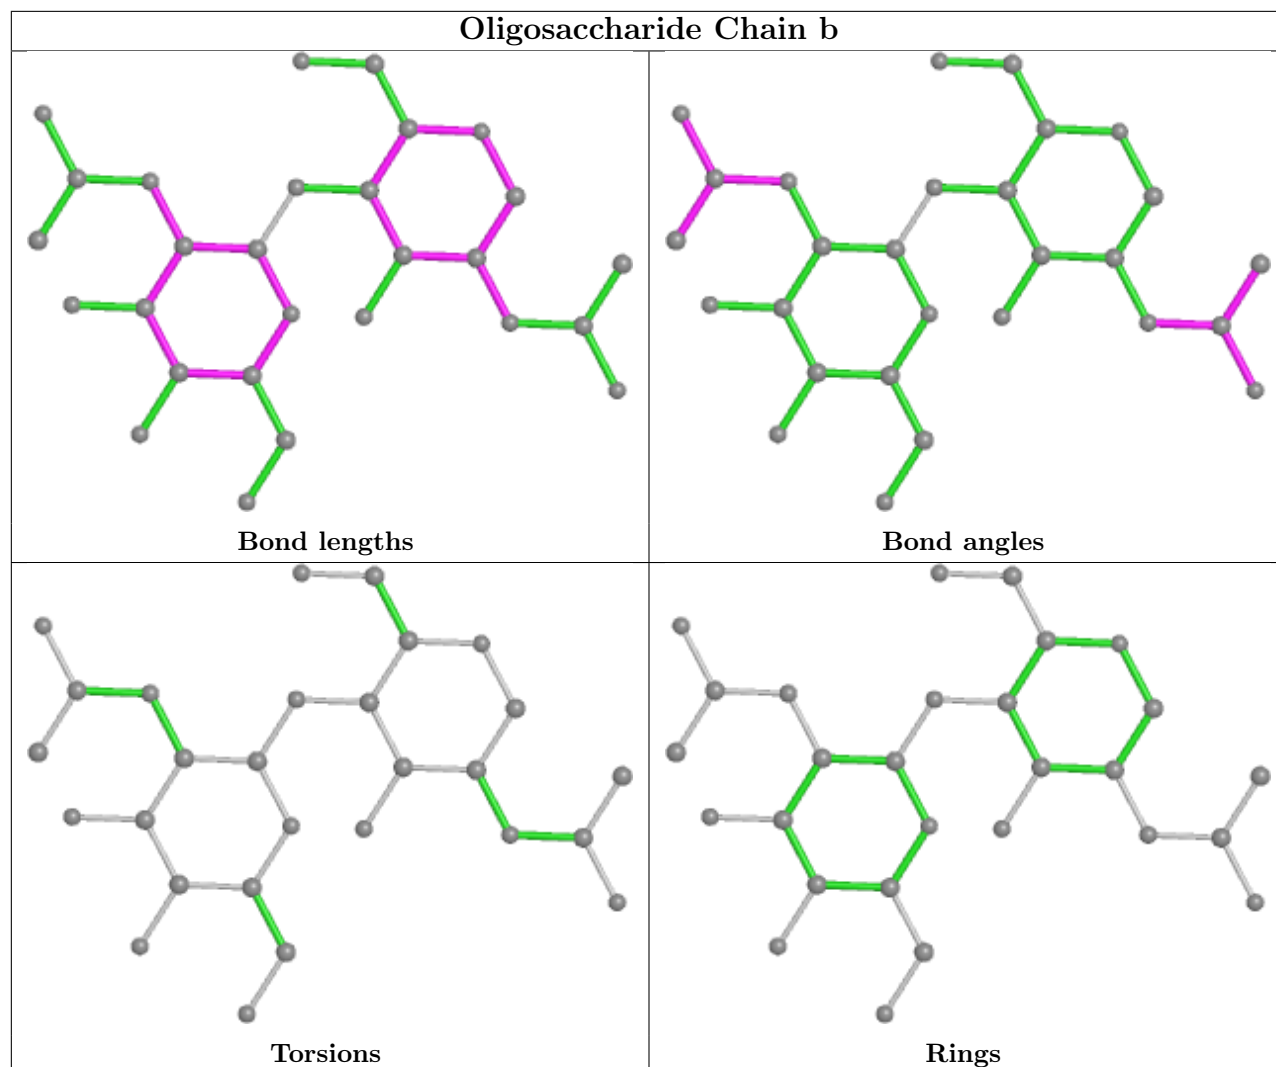 Oligosaccharide Chain b
Bond lengths
Bond angles
Torsions
Rings